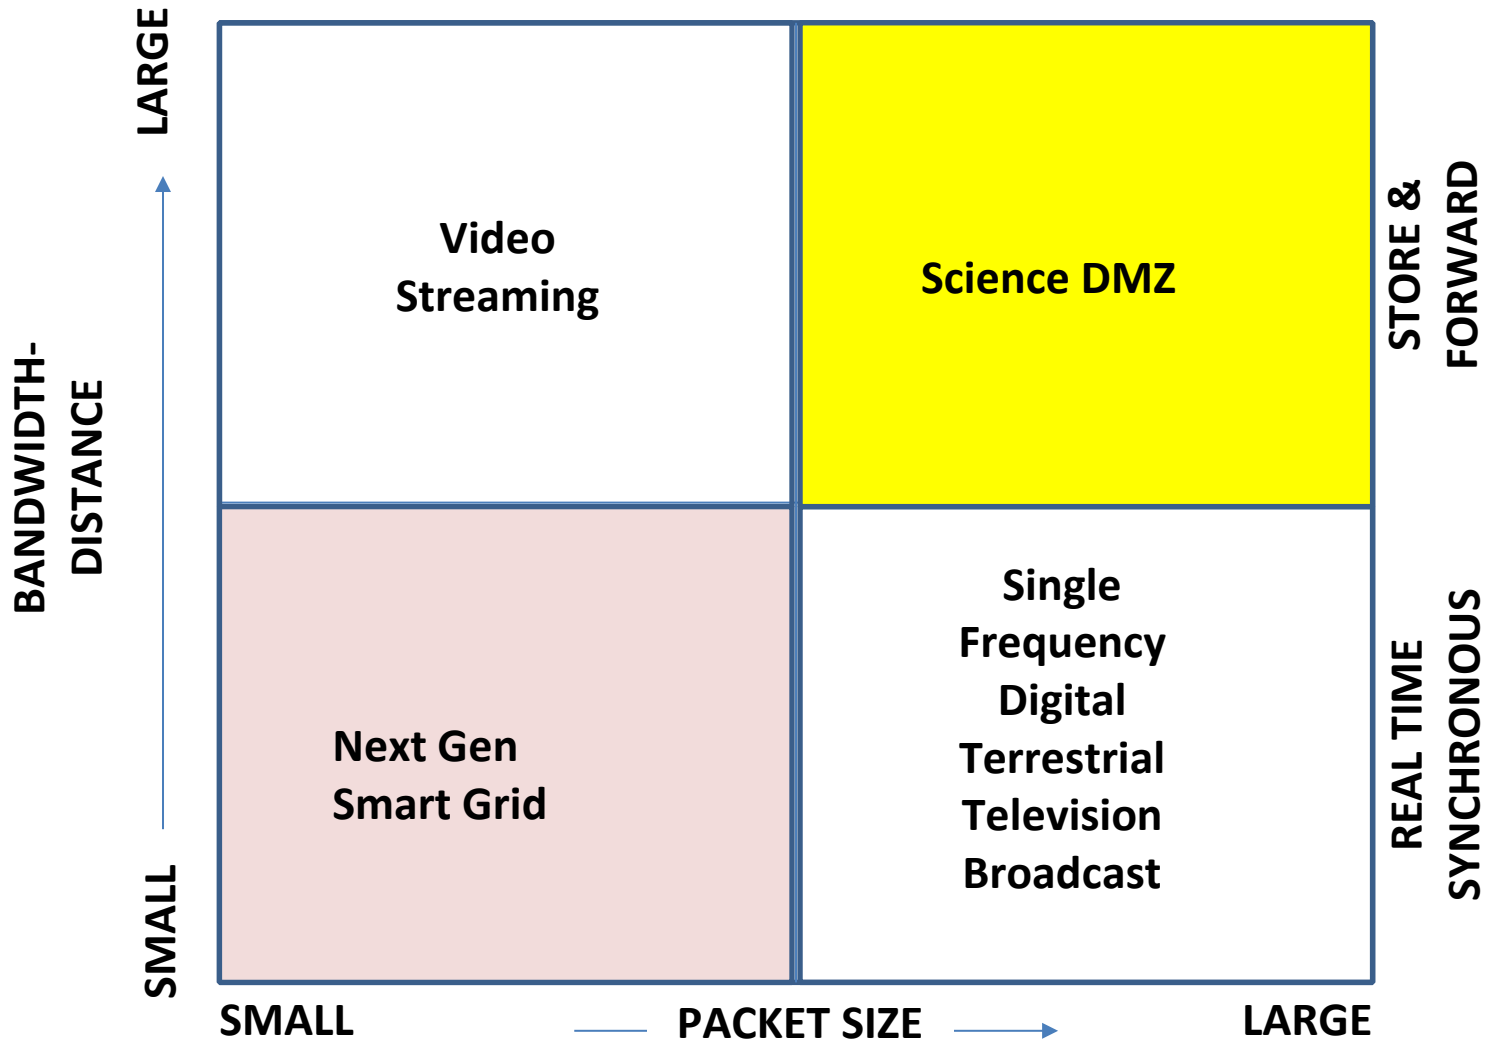 LARGE
BANDWIDTH-
DISTANCE
SMALL
Video
Streaming
Science DMZ
STORE &
FORWARD
Next Gen
Smart Grid
Single
Frequency
Digital
Terrestrial
Television
Broadcast
REAL TIME
SYNCHRONOUS
SMALL
PACKET SIZE
LARGE